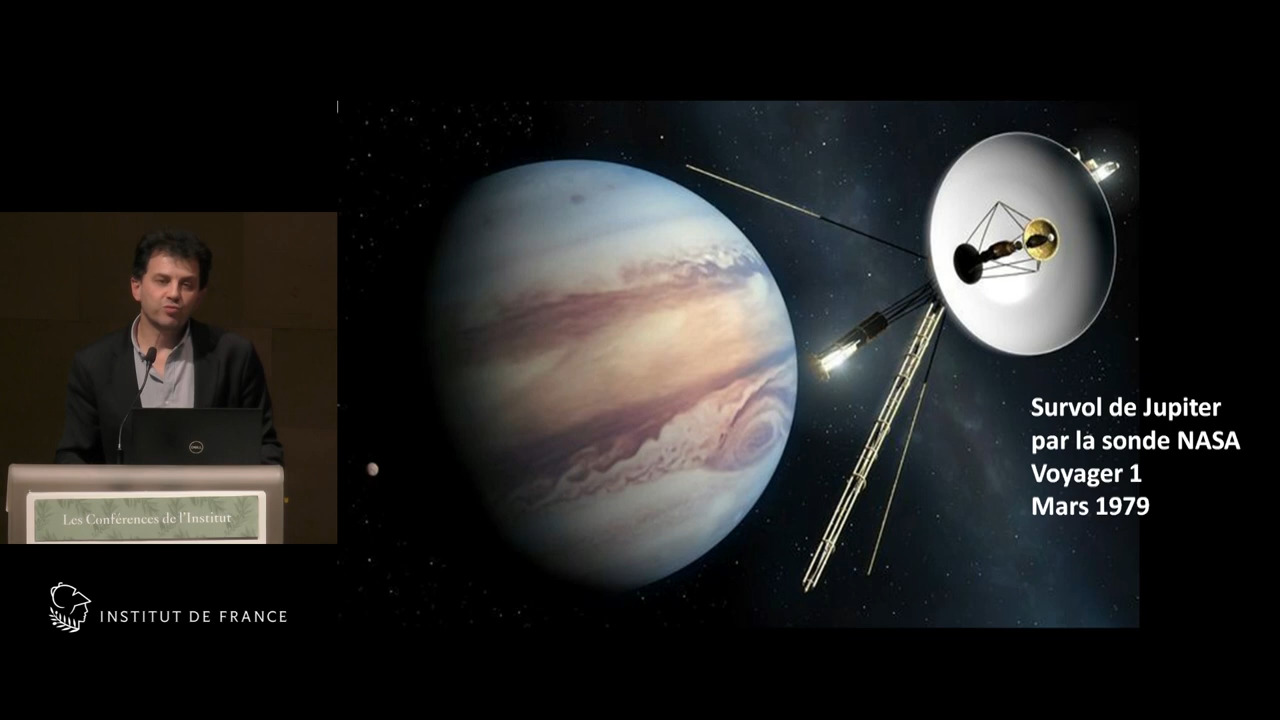 Survol de Jupiter
par la sonde NASA
Voyager 1
Mars 1979
Les Conférences de l'Institut
INSTITUT DE FRANCE